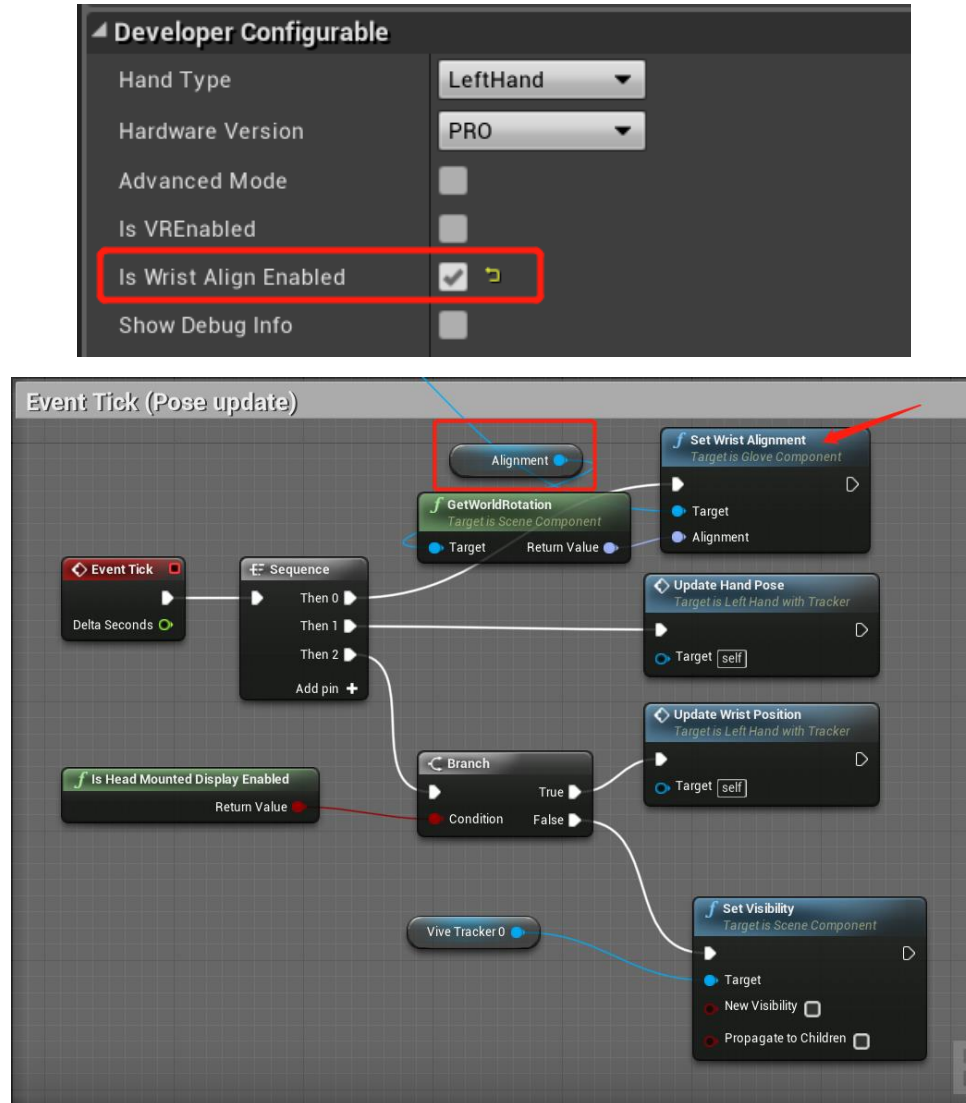 Developer Configurable
Hand Type LeftHand
Hardware Version PRO
Advanced Mode
Is VREnabled
Is Wrist Align Enabled
Show Debug Info
Event Tick (Pose update)
Alignment
Set Wrist Alignment
Target is Glove Component
Target
Alignment
GetWorldRotation
Target is Scene Component
Target Return Value
Event Tick
Delta Seconds
Sequence
Then 0
Then 1
Then 2
Add pin
Update Hand Pose
Target is Left Hand with Tracker
Target self
Update Wrist Position
Target is Left Hand with Tracker
Target self
Is Head Mounted Display Enabled
Return Value
Branch
True
Condition False
Vive Tracker 0
Set Visibility
Target is Scene Component
Target
New Visibility
Propagate to Children